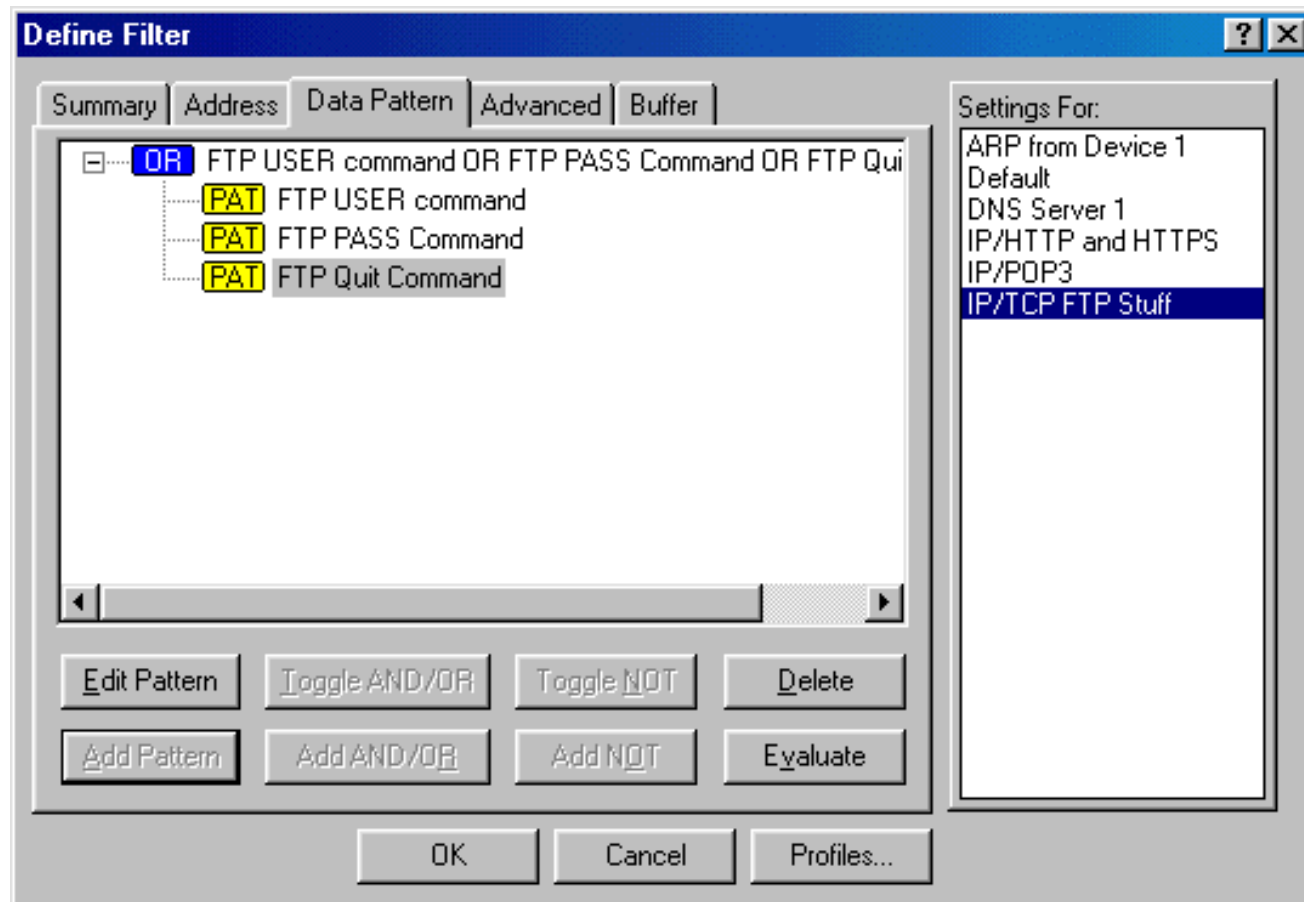 Define Filter
Summary Address Data Pattern Advanced Buffer
OR FTP USER command OR FTP PASS Command OR FTP Qui
PAT FTP USER command
PAT FTP PASS Command
PAT FTP Quit Command
Edit Pattern Toggle AND/OR Toggle NOT Delete
Add Pattern Add AND/OR Add NOT Evaluate
Settings For:
ARP from Device 1
Default
DNS Server 1
IP/HTTP and HTTPS
IP/POP3
IP/TCP FTP Stuff
OK Cancel Profiles...